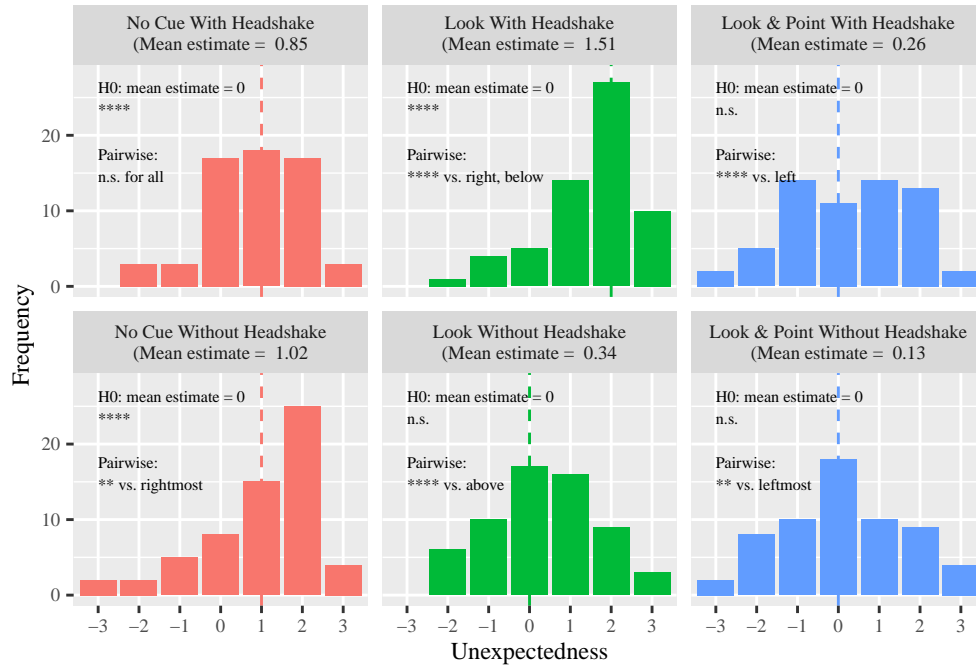 No Cue With Headshake
(Mean estimate = 0.85
Look With Headshake
(Mean estimate = 1.51
Look & Point With Headshake
(Mean estimate = 0.26
H0: mean estimate = 0
****
Pairwise:
n.s. for all
H0: mean estimate = 0
****
Pairwise:
**** vs. right, below
H0: mean estimate = 0
n.s.
Pairwise:
**** vs. left
20
10
0
No Cue Without Headshake
(Mean estimate = 1.02
Look Without Headshake
(Mean estimate = 0.34
Look & Point Without Headshake
(Mean estimate = 0.13
H0: mean estimate = 0
****
Pairwise:
** vs. rightmost
H0: mean estimate = 0
n.s.
Pairwise:
**** vs. above
H0: mean estimate = 0
n.s.
Pairwise:
** vs. leftmost
20
10
0
Frequency
−3 −2 −1 0 1 2 3 −3 −2 −1 0 1 2 3 −3 −2 −1 0 1 2 3
Unexpectedness